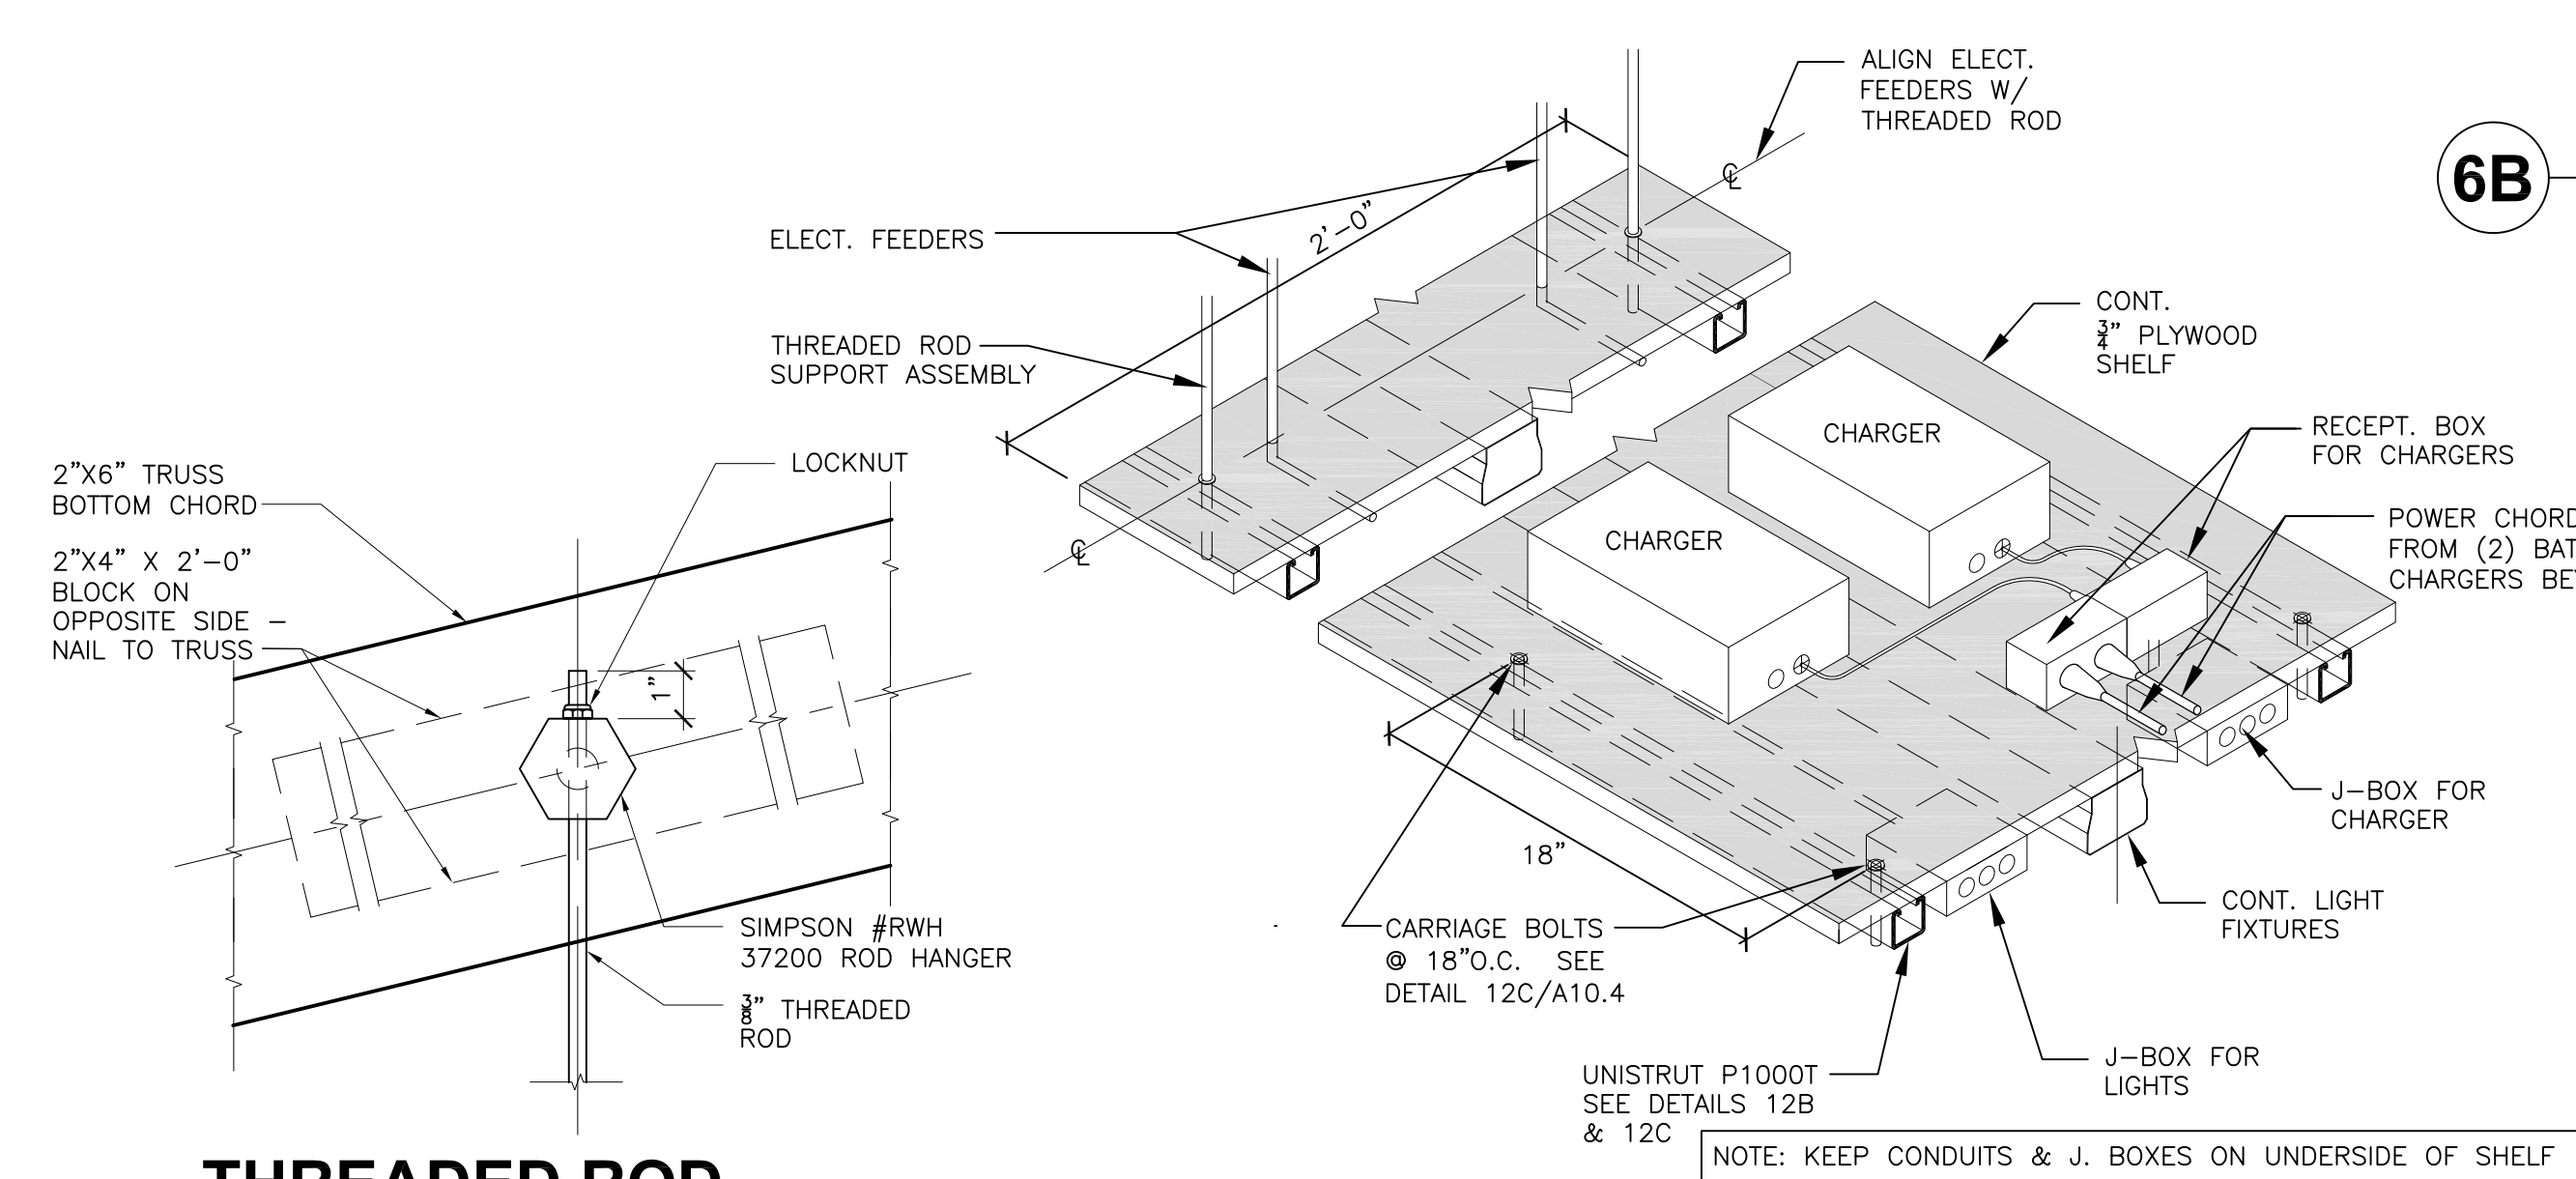 2"X6" TRUSS
BOTTOM CHORD
2"X4" X 2'-0"
BLOCK ON
OPPOSITE SIDE –
NAIL TO TRUSS
LOCKNUT
1"
SIMPSON #RWH
37200 ROD HANGER
3/8" THREADED
ROD
THREADED ROD
ELECT. FEEDERS
THREADED ROD
SUPPORT ASSEMBLY
2'-0"
ALIGN ELECT.
FEEDERS W/
THREADED ROD
℄
℄
6B
CONT.
3/4" PLYWOOD
SHELF
CHARGER
CHARGER
RECEPT. BOX
FOR CHARGERS
POWER CHORD
FROM (2) BAT
CHARGERS
J-BOX FOR
CHARGER
CONT. LIGHT
FIXTURES
18"
CARRIAGE BOLTS
@ 18"O.C. SEE
DETAIL 12C/A10.4
UNISTRUT P1000T
SEE DETAILS 12B
& 12C
J-BOX FOR
LIGHTS
NOTE: KEEP CONDUITS & J. BOXES ON UNDERSIDE OF SHELF